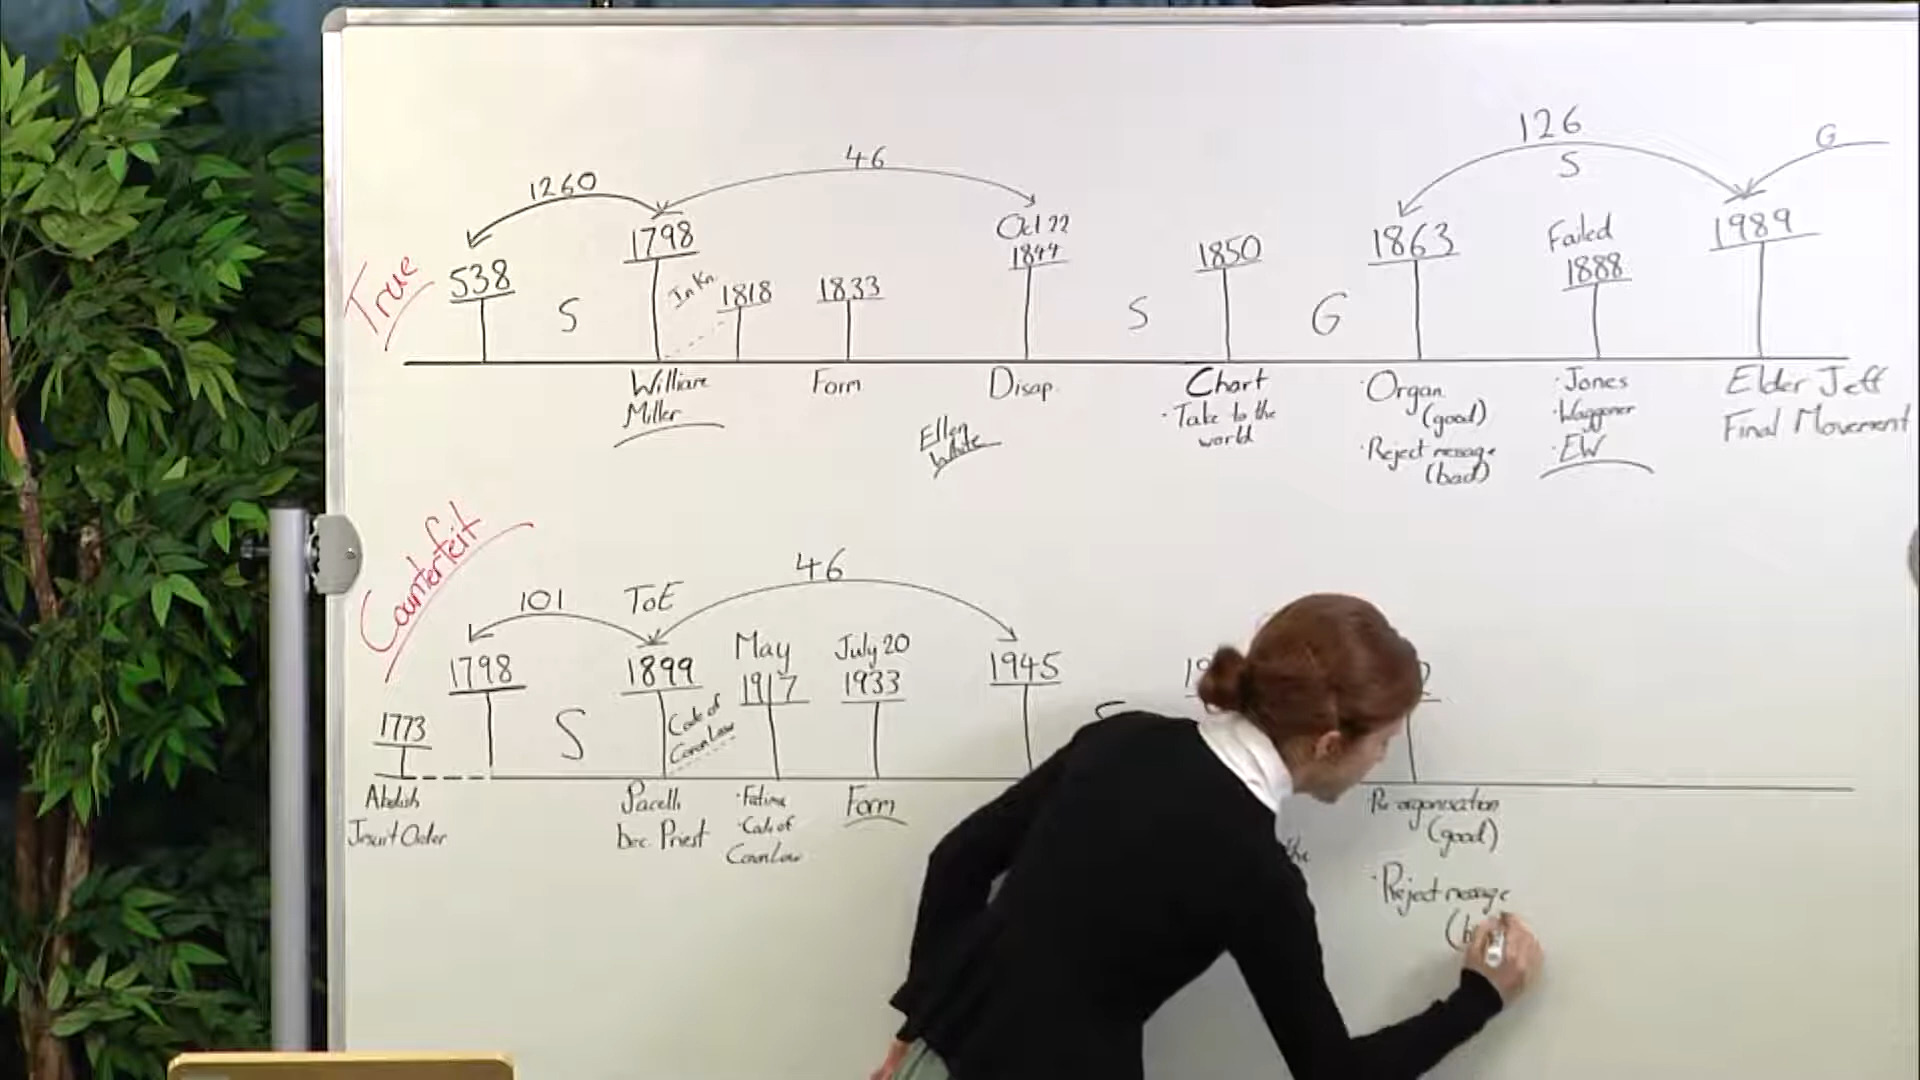 126
G
46
S
1260
Oct 22
1798
1863
Failed
1989
538
In Kn.
1818
1833
1844
1850
1888
True
S
S
G
William
Miller
Form
Disap.
Chart
· Take to the
world
· Organ.
(good)
· Reject message
(bad)
· Jones
· Waggoner
· EW
Elder Jeff
Final Movement
Ellen
White
Counterfeit
46
101
ToE
May
July 20
1798
1899
1917
1933
1945
1773
S
Code of
Canon Law
Abolish
Jesuit Order
Pacelli
bec. Priest
· Fatima
· Code of
Canon Law
Form
the
Re organisation
(good)
· Reject message